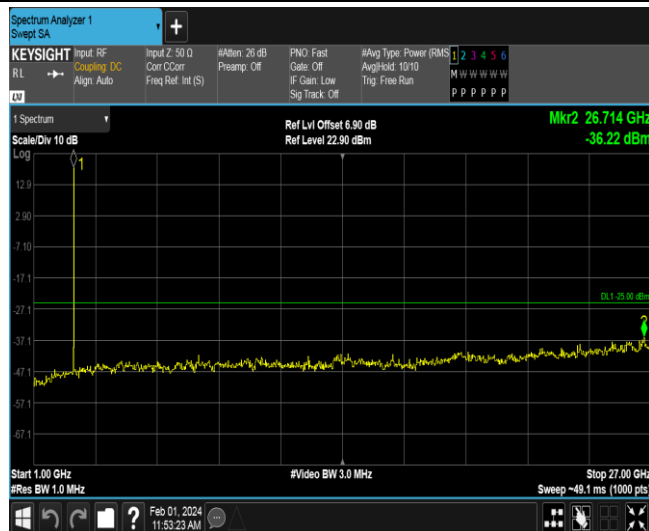 Spectrum Analyzer 1
Swept SA
+
KEYSIGHT
RL
Input: RF
Coupling: DC
Align: Auto
Input Z: 50 Ω
Corr CCorr
Freq Ref: Int (S)
#Atten: 26 dB
Preamp: Off
PNO: Fast
Gate: Off
IF Gain: Low
Sig Track: Off
#Avg Type: Power (RMS
Avg|Hold: 10/10
Trig: Free Run
1 2 3 4 5 6
M W W W W W
P P P P P P
1 Spectrum
Scale/Div 10 dB
Ref Lvl Offset 6.90 dB
Ref Level 22.90 dBm
Mkr2 26.714 GHz
-36.22 dBm
Log
1
12.9
2.90
-7.10
-17.1
DL1 -25.00 dBm
-27.1
2
-37.1
-47.1
-57.1
-67.1
Start 1.00 GHz
#Video BW 3.0 MHz
Stop 27.00 GHz
#Res BW 1.0 MHz
Sweep ~49.1 ms (1000 pts)
?
Feb 01, 2024
11:53:23 AM